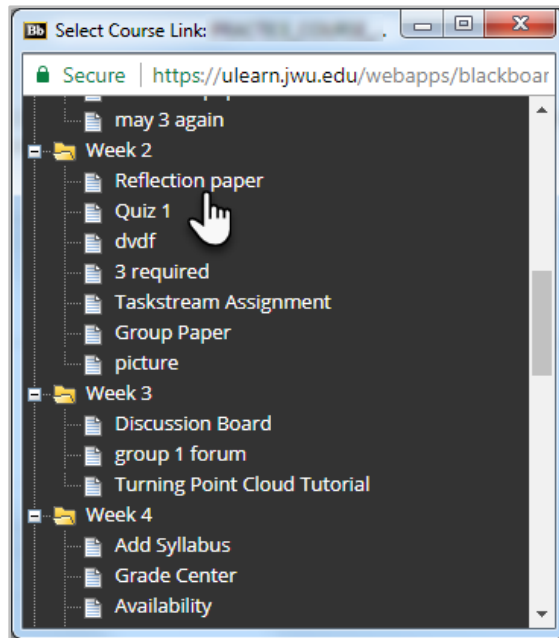 Bb Select Course Link:
Secure | https://ulearn.jwu.edu/webapps/blackboar
may 3 again
Week 2
Reflection paper
Quiz 1
dvdf
3 required
Taskstream Assignment
Group Paper
picture
Week 3
Discussion Board
group 1 forum
Turning Point Cloud Tutorial
Week 4
Add Syllabus
Grade Center
Availability